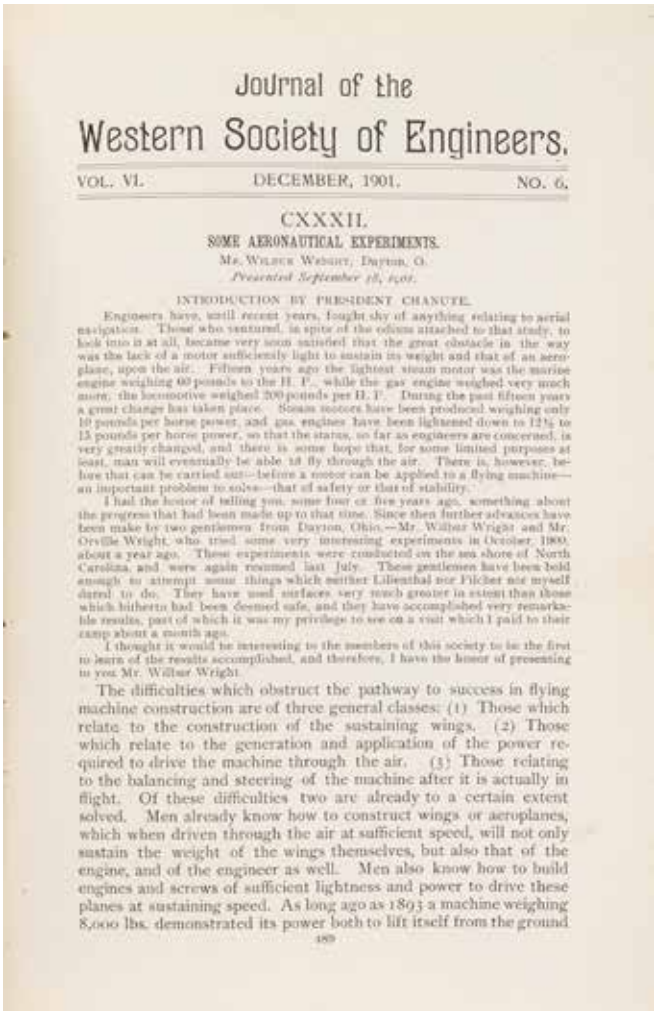 Journal of the
Western Society of Engineers.
VOL. VI. DECEMBER, 1901. NO. 6.
CXXXII.
SOME AERONAUTICAL EXPERIMENTS.
Mr. Wilbur Wright, Dayton, O.
Presented September 18, 1901.
INTRODUCTION BY PRESIDENT CHANUTE.
Engineers have, until recent years, fought shy of anything relating to aerial
navigation. Those who ventured, in spite of the odium attached to that study, to
look into it at all, became very soon satisfied that the great obstacle in the way
was the lack of a motor sufficiently light to sustain its weight and that of an aero-
plane, upon the air. Fifteen years ago the lightest steam motor was the marine
engine weighing 60 pounds to the H. P., while the gas engine weighed very much
more; the locomotive weighed 200 pounds per H. P. During the past fifteen years
a great change has taken place. Steam motors have been produced weighing only
10 pounds per horse power, and gas engines have been lightened down to 12½ to
15 pounds per horse power, so that the status, so far as engineers are concerned, is
very greatly changed, and there is some hope that, for some limited purposes at
least, man will eventually be able to fly through the air. There is, however, be-
fore that can be carried out—before a motor can be applied to a flying machine—
an important problem to solve—that of safety or that of stability.
I had the honor of telling you, some four or five years ago, something about
the progress that had been made up to that time. Since then further advances have
been make by two gentlemen from Dayton, Ohio,—Mr. Wilbur Wright and Mr.
Orville Wright, who tried some very interesting experiments in October, 1900,
about a year ago. These experiments were conducted on the sea shore of North
Carolina, and were again resumed last July. These gentlemen have been bold
enough to attempt some things which neither Lilienthal nor Pilcher nor myself
dared to do. They have used surfaces very much greater in extent than those
which hitherto had been deemed safe, and they have accomplished very remarka-
ble results, part of which it was my privilege to see on a visit which I paid to their
camp about a month ago.
I thought it would be interesting to the members of this society to be the first
to learn of the results accomplished, and therefore, I have the honor of presenting
to you Mr. Wilbur Wright.
The difficulties which obstruct the pathway to success in flying
machine construction are of three general classes: (1) Those which
relate to the construction of the sustaining wings. (2) Those
which relate to the generation and application of the power re-
quired to drive the machine through the air. (3) Those relating
to the balancing and steering of the machine after it is actually in
flight. Of these difficulties two are already to a certain extent
solved. Men already know how to construct wings or aeroplanes,
which when driven through the air at sufficient speed, will not only
sustain the weight of the wings themselves, but also that of the
engine, and of the engineer as well. Men also know how to build
engines and screws of sufficient lightness and power to drive these
planes at sustaining speed. As long ago as 1893 a machine weighing
8,000 lbs. demonstrated its power both to lift itself from the ground
489